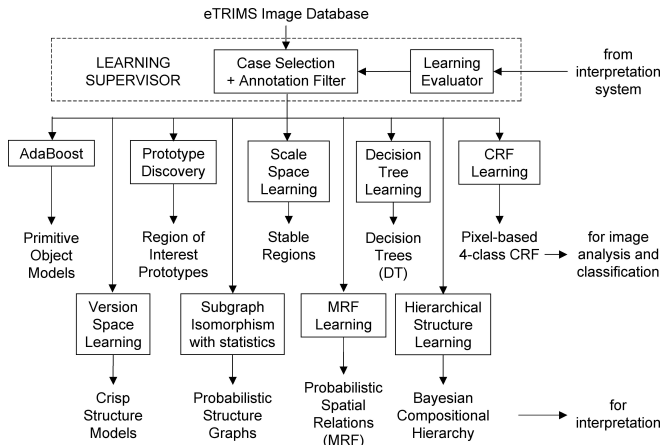 eTRIMS Image Database
LEARNING
SUPERVISOR
Case Selection
+ Annotation Filter
Learning
Evaluator
from
interpretation
system
AdaBoost
Prototype
Discovery
Scale
Space
Learning
Decision
Tree
Learning
CRF
Learning
Primitive
Object
Models
Region of
Interest
Prototypes
Stable
Regions
Decision
Trees
(DT)
Pixel-based
4-class CRF
for image
analysis and
classification
Version
Space
Learning
Subgraph
Isomorphism
with statistics
MRF
Learning
Hierarchical
Structure
Learning
Crisp
Structure
Models
Probabilistic
Structure
Graphs
Probabilistic
Spatial
Relations
(MRF)
Bayesian
Compositional
Hierarchy
for
interpretation